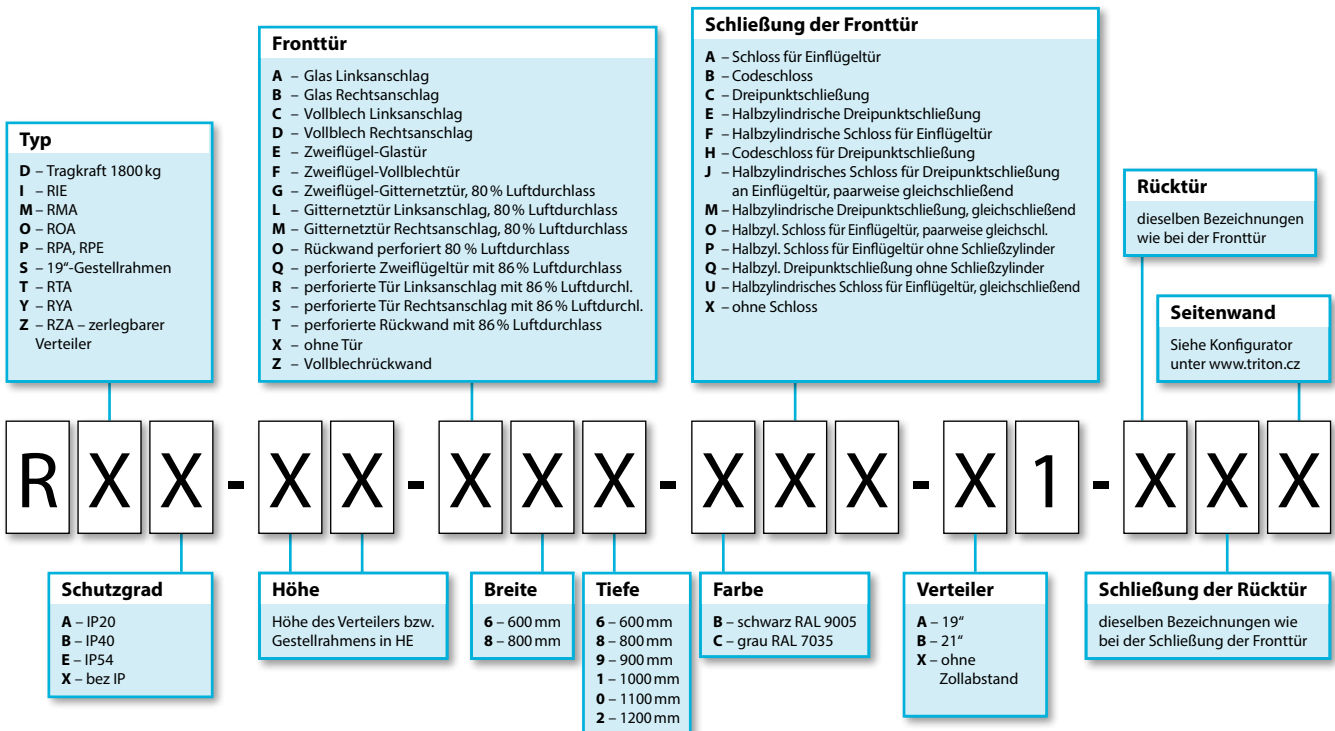 Typ
D – Tragkraft 1800 kg
I – RIE
M – RMA
O – ROA
P – RPA, RPE
S – 19“-Gestellrahmen
T – RTA
Y – RYA
Z – RZA – zerlegbarer
Verteiler
Fronttür
A – Glas Linksanschlag
B – Glas Rechtsanschlag
C – Vollblech Linksanschlag
D – Vollblech Rechtsanschlag
E – Zweiflügel-Glastür
F – Zweiflügel-Vollblechtür
G – Zweiflügel-Gitternetztür, 80 % Luftdurchlass
L – Gitternetztür Linksanschlag, 80 % Luftdurchlass
M – Gitternetztür Rechtsanschlag, 80 % Luftdurchlass
O – Rückwand perforiert 80 % Luftdurchlass
Q – perforierte Zweiflügeltür mit 86 % Luftdurchlass
R – perforierte Tür Linksanschlag mit 86 % Luftdurchl.
S – perforierte Tür Rechtsanschlag mit 86 % Luftdurchl.
T – perforierte Rückwand mit 86 % Luftdurchlass
X – ohne Tür
Z – Vollblechrückwand
Schließung der Fronttür
A – Schloss für Einflügeltür
B – Codeschloss
C – Dreipunktschließung
E – Halbzylindrische Dreipunktschließung
F – Halbzylindrische Schloss für Einflügeltür
H – Codeschloss für Dreipunktschließung
J – Halbzylindrisches Schloss für Dreipunktschließung
an Einflügeltür, paarweise gleichschließend
M – Halbzylindrische Dreipunktschließung, gleichschließend
O – Halbzyl. Schloss für Einflügeltür, paarweise gleichschl.
P – Halbzyl. Schloss für Einflügeltür ohne Schließzylinder
Q – Halbzyl. Dreipunktschließung ohne Schließzylinder
U – Halbzylindrisches Schloss für Einflügeltür, gleichschließend
X – ohne Schloss
Rücktür
dieselben Bezeichnungen
wie bei der Fronttür
Seitenwand
Siehe Konfigurator
unter www.triton.cz
R X X - X X - X X X - X X X - X 1 - X X X
Schutzgrad
A – IP20
B – IP40
E – IP54
X – bez IP
Höhe
Höhe des Verteilers bzw.
Gestellrahmens in HE
Breite
6 – 600 mm
8 – 800 mm
Tiefe
6 – 600 mm
8 – 800 mm
9 – 900 mm
1 – 1000 mm
0 – 1100 mm
2 – 1200 mm
Farbe
B – schwarz RAL 9005
C – grau RAL 7035
Verteiler
A – 19“
B – 21“
X – ohne
Zollabstand
Schließung der Rücktür
dieselben Bezeichnungen wie
bei der Schließung der Fronttür